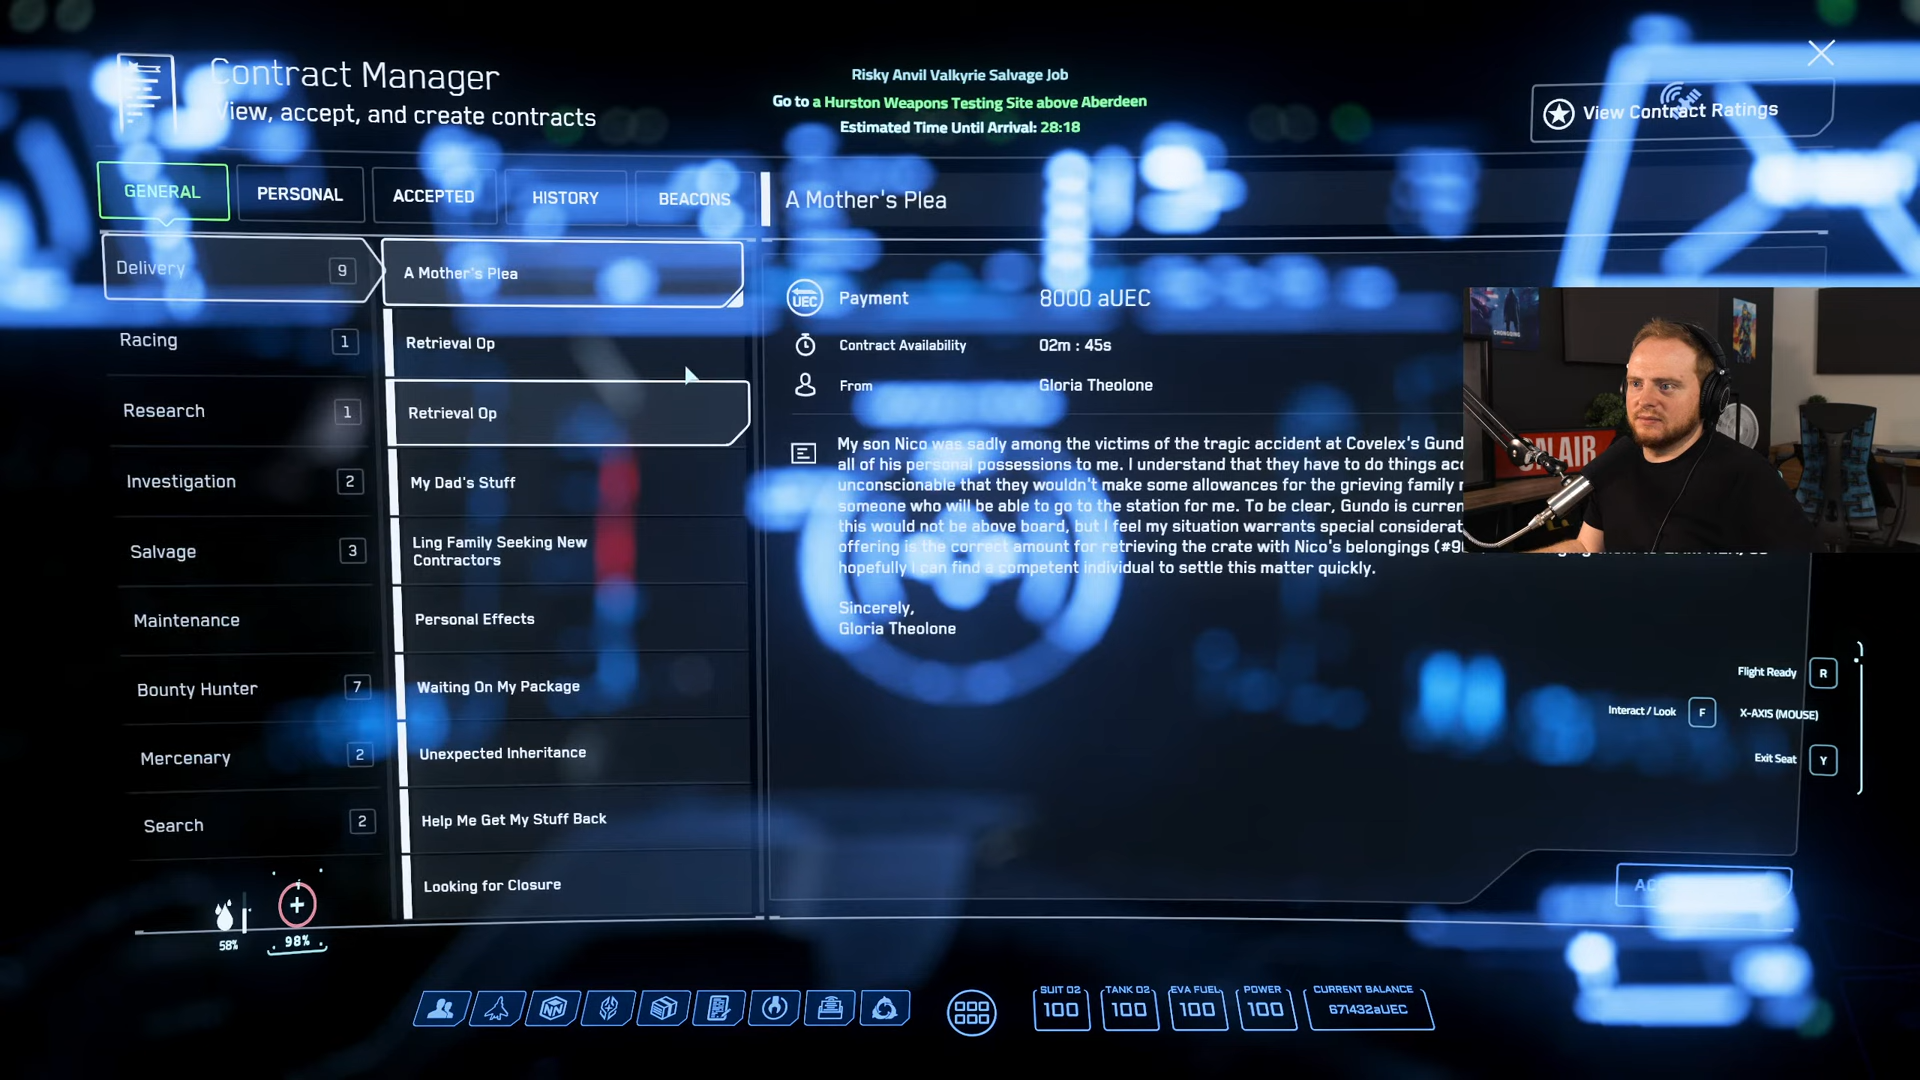 Contract Manager
View, accept, and create contracts
Risky Anvil Valkyrie Salvage Job
Go to a Hurston Weapons Testing Site above Aberdeen
Estimated Time Until Arrival: 28:18
View Contract Ratings
GENERAL
PERSONAL
ACCEPTED
HISTORY
BEACONS
Delivery 9
Racing 1
Research 1
Investigation 2
Salvage 3
Maintenance
Bounty Hunter 7
Mercenary 2
Search 2
A Mother's Plea
Retrieval Op
Retrieval Op
My Dad's Stuff
Ling Family Seeking New
Contractors
Personal Effects
Waiting On My Package
Unexpected Inheritance
Help Me Get My Stuff Back
Looking for Closure
A Mother's Plea
UEC
Payment 8000 aUEC
Contract Availability 02m : 45s
From Gloria Theolone
My son Nico was sadly among the victims of the tragic accident at Covelex's Gund
all of his personal possessions to me. I understand that they have to do things acc
unconscionable that they wouldn't make some allowances for the grieving family
someone who will be able to go to the station for me. To be clear, Gundo is curren
this would not be above board, but I feel my situation warrants special considerat
offering is the correct amount for retrieving the crate with Nico's belongings (#9
hopefully I can find a competent individual to settle this matter quickly.
Sincerely,
Gloria Theolone
ON AIR
Flight Ready R
Interact / Look F X-AXIS (MOUSE)
Exit Seat Y
58%
98%
SUIT O2
100
TANK O2
100
EVA FUEL
100
POWER
100
CURRENT BALANCE
671432aUEC